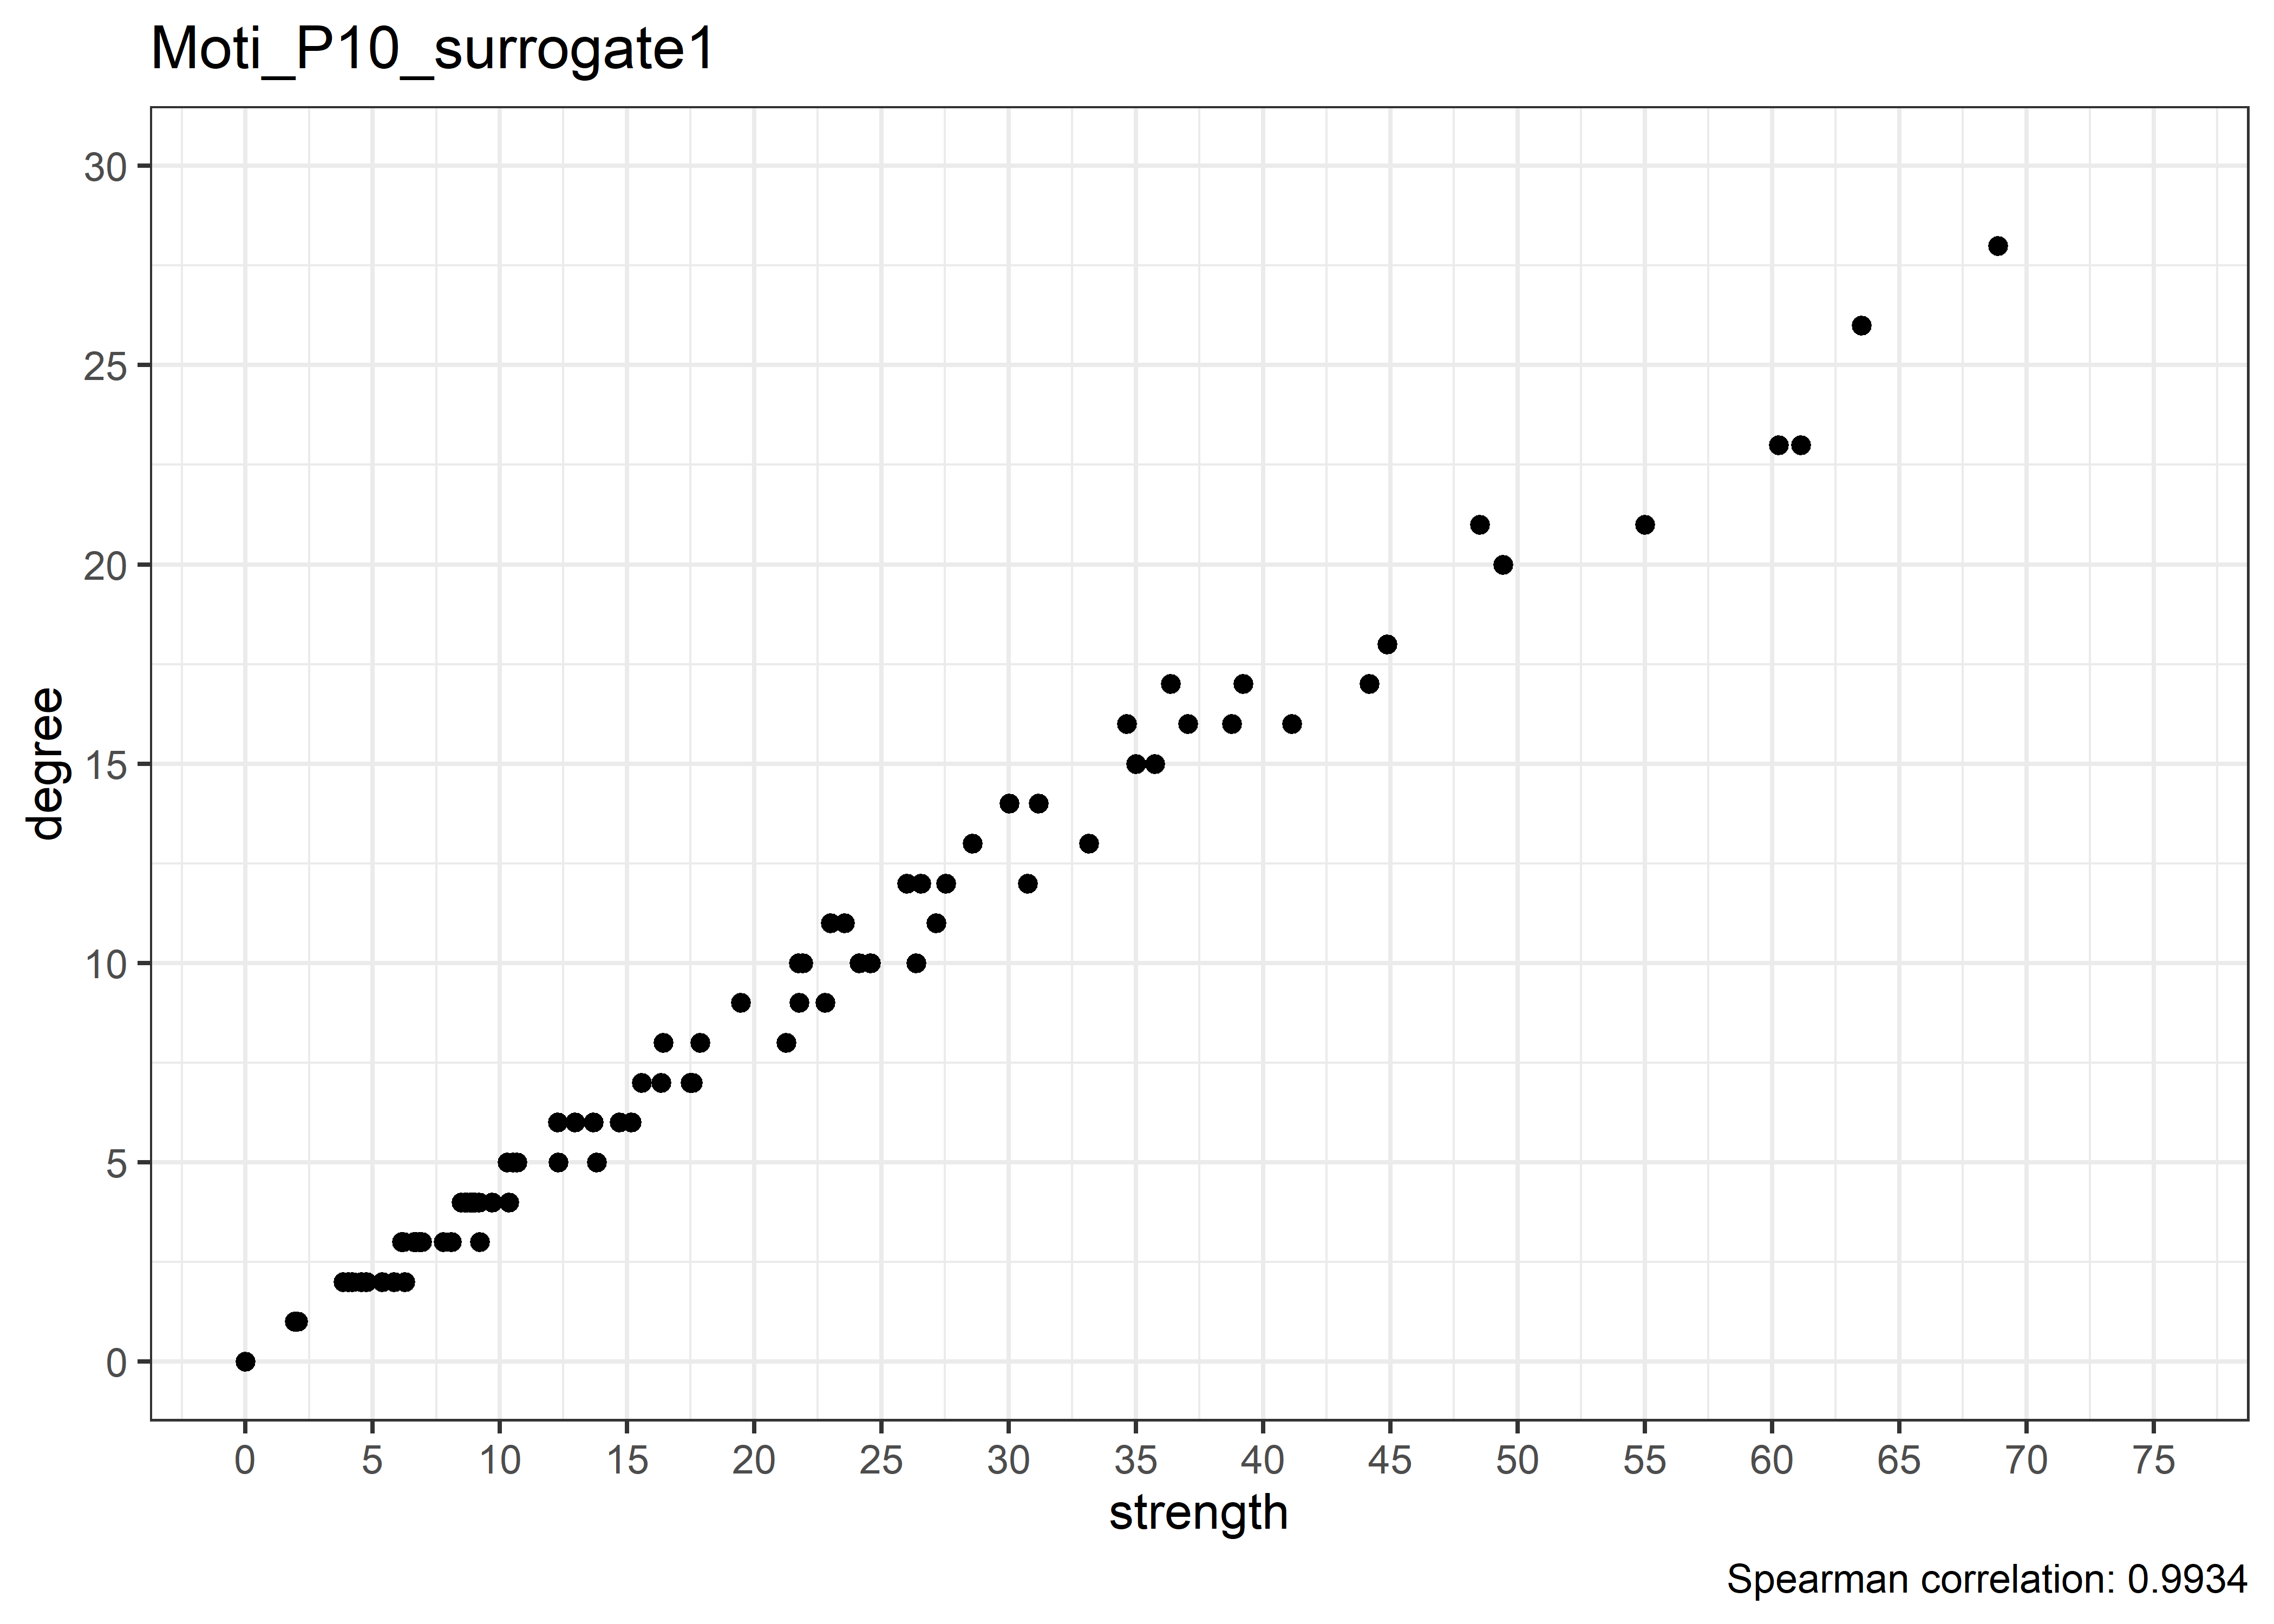 Moti_P10_surrogate1
30
25
20
15
10
5
0
degree
0 5 10 15 20 25 30 35 40 45 50 55 60 65 70 75
strength
Spearman correlation: 0.9934